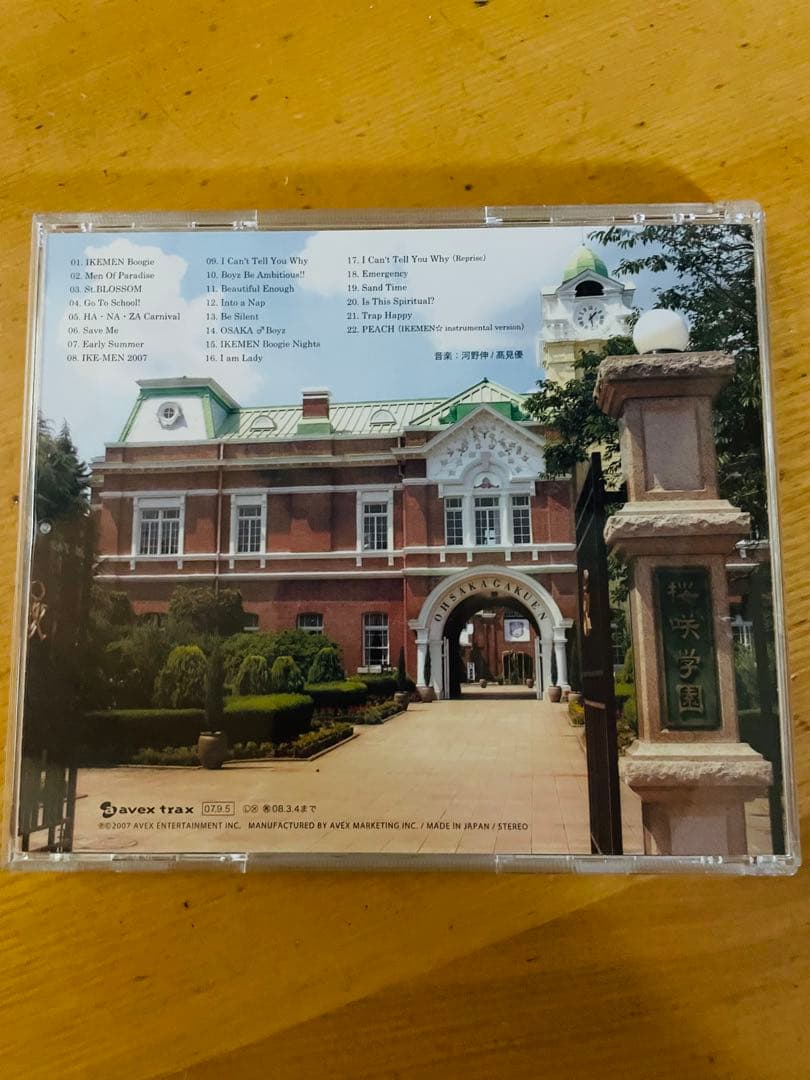 01. IKEMEN Boogie
02. Men Of Paradise
03. St.BLOSSOM
04. Go To School!
05. HA・NA・ZA Carnival
06. Save Me
07. Early Summer
08. IKE-MEN 2007
09. I Can't Tell You Why
10. Boyz Be Ambitious!!
11. Beautiful Enough
12. Into a Nap
13. Be Silent
14. OSAKA ♂Boyz
15. IKEMEN Boogie Nights
16. I am Lady
17. I Can't Tell You Why (Reprise)
18. Emergency
19. Sand Time
20. Is This Spiritual?
21. Trap Happy
22. PEACH (IKEMEN☆instrumental version)
音楽：河野伸/髙見優
OHSAKA GAKUEN
桜咲学園
avex trax 07.9.5 Ⓛⓧ 08.3.4まで
℗©2007 AVEX ENTERTAINMENT INC. MANUFACTURED BY AVEX MARKETING INC. / MADE IN JAPAN / STEREO